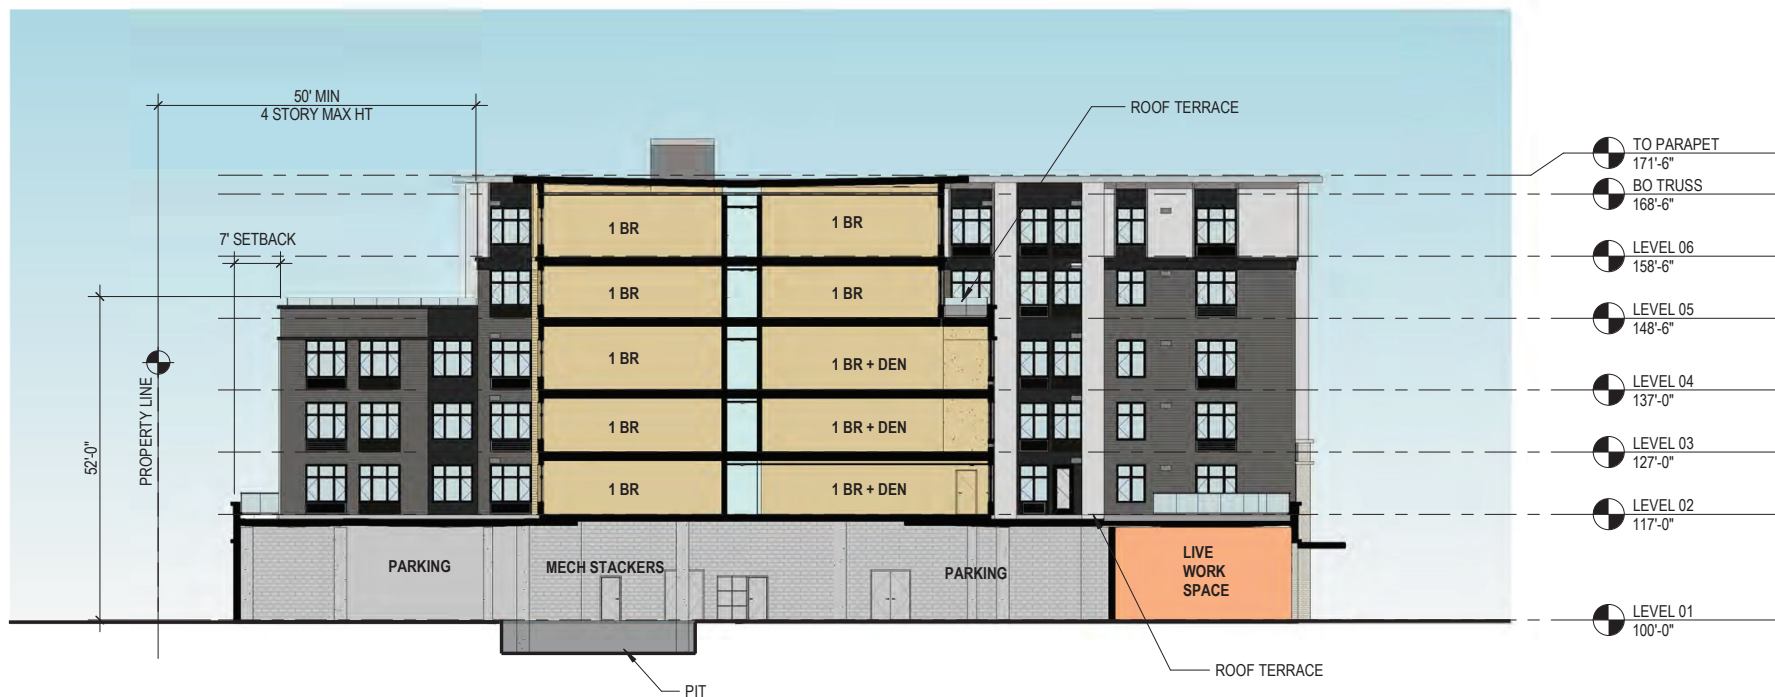 50' MIN
4 STORY MAX HT
ROOF TERRACE
TO PARAPET
171'-6"
BO TRUSS
168'-6"
7' SETBACK
1 BR
1 BR
LEVEL 06
158'-6"
1 BR
1 BR
LEVEL 05
148'-6"
1 BR
1 BR + DEN
LEVEL 04
137'-0"
PROPERTY LINE
52'-0"
1 BR
1 BR + DEN
LEVEL 03
127'-0"
1 BR
1 BR + DEN
LEVEL 02
117'-0"
PARKING
MECH STACKERS
PARKING
LIVE
WORK
SPACE
LEVEL 01
100'-0"
ROOF TERRACE
PIT